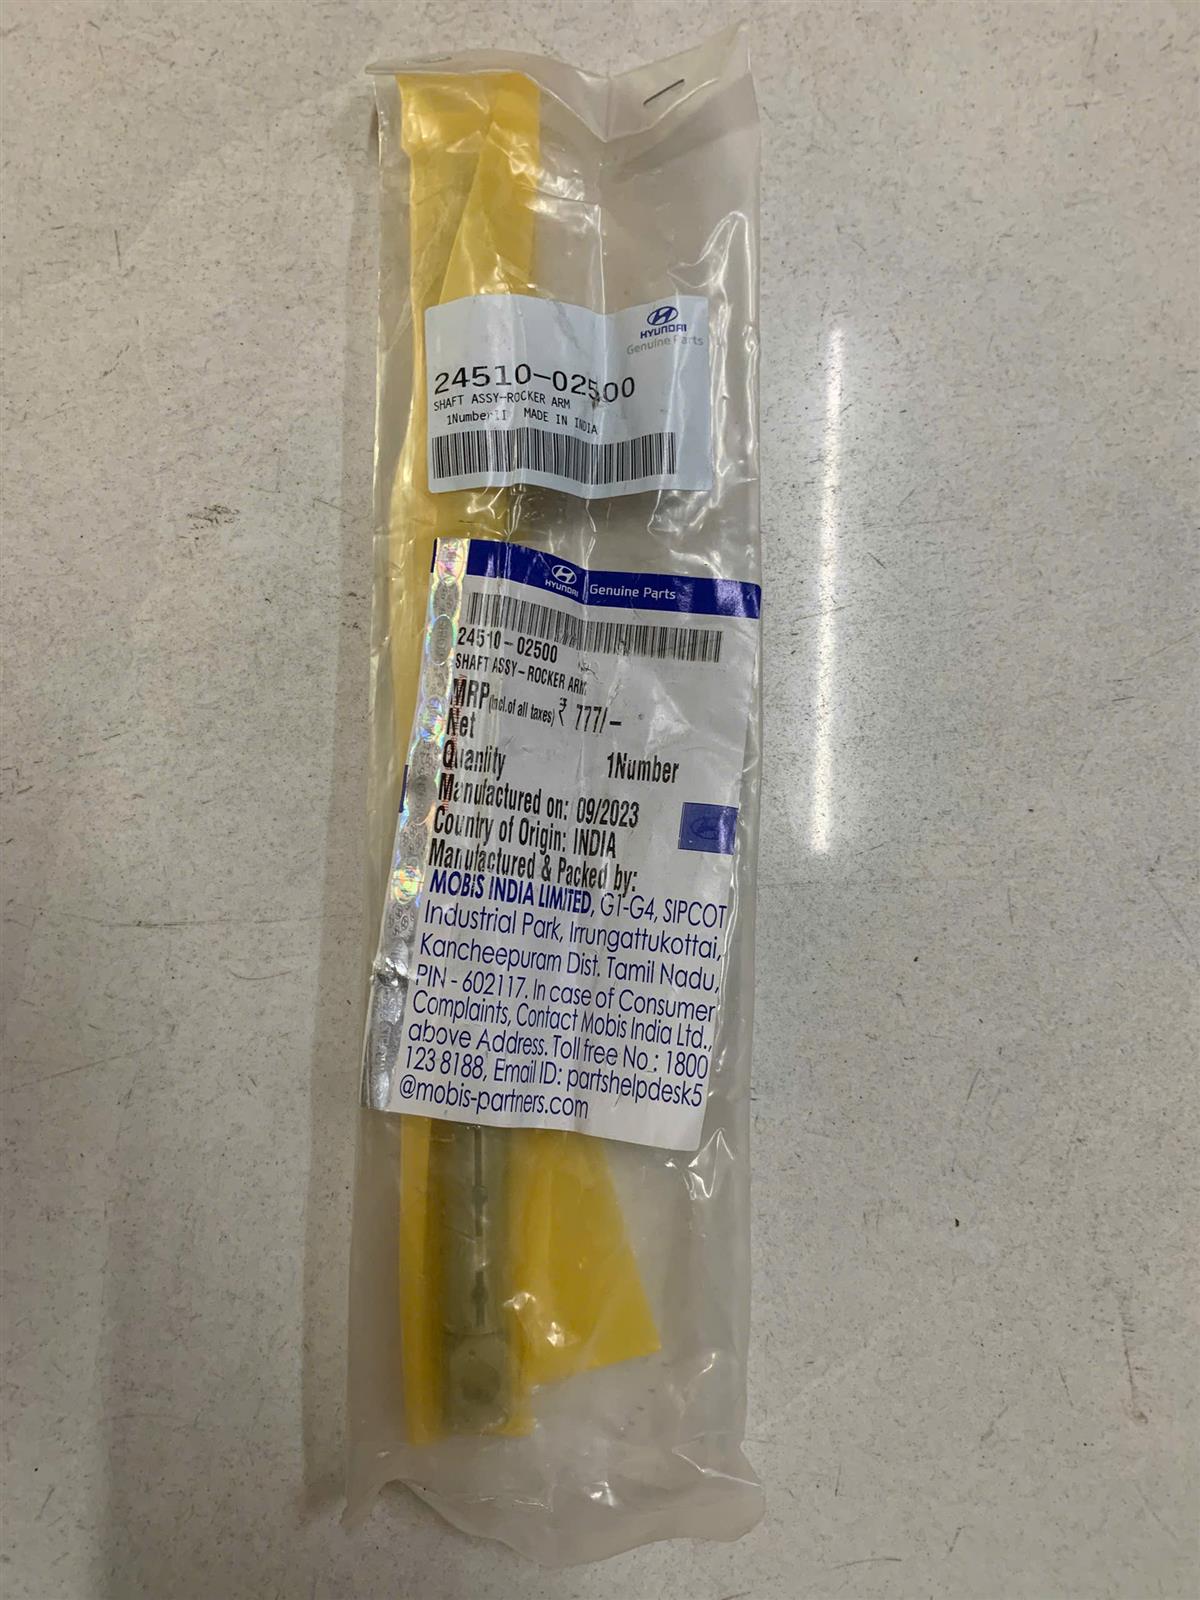 HYUNDAI
Genuine Parts
24510-02500
SHAFT ASSY-ROCKER ARM
1Number MADE IN INDIA
HYUNDAI Genuine Parts
24510-02500
SHAFT ASSY-ROCKER ARM
MRP (incl.of all taxes) ₹ 777/-
Net
Quantity 1Number
Manufactured on: 09/2023
Country of Origin: INDIA
Manufactured & Packed by:
MOBIS INDIA LIMITED, G1-G4, SIPCOT
Industrial Park, Irrungattukottai,
Kancheepuram Dist. Tamil Nadu,
PIN - 602117. In case of Consumer
Complaints, Contact Mobis India Ltd.,
above Address. Toll free No.: 1800
123 8188, Email ID: partshelpdesk5
@mobis-partners.com